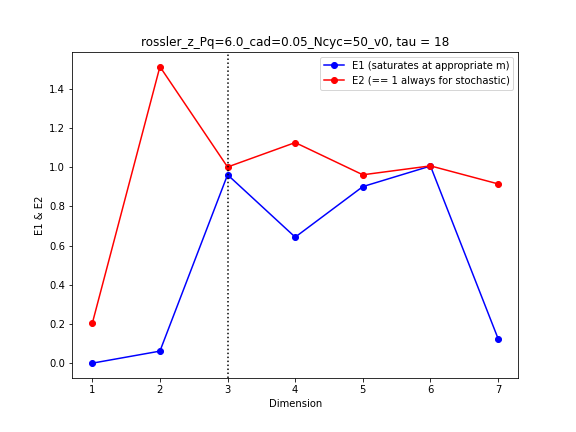 rossler_z_Pq=6.0_cad=0.05_Ncyc=50_v0, tau = 18
E1 (saturates at appropriate m)
E2 (== 1 always for stochastic)
E1 & E2
1.4
1.2
1.0
0.8
0.6
0.4
0.2
0.0
1 2 3 4 5 6 7
Dimension